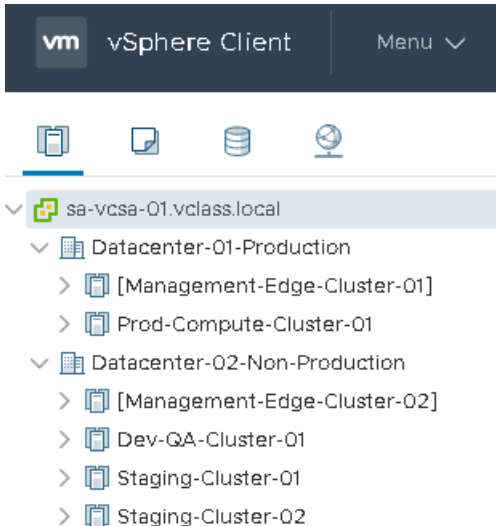 vm vSphere Client Menu
sa-vcsa-01.vclass.local
Datacenter-01-Production
[Management-Edge-Cluster-01]
Prod-Compute-Cluster-01
Datacenter-02-Non-Production
[Management-Edge-Cluster-02]
Dev-QA-Cluster-01
Staging-Cluster-01
Staging-Cluster-02